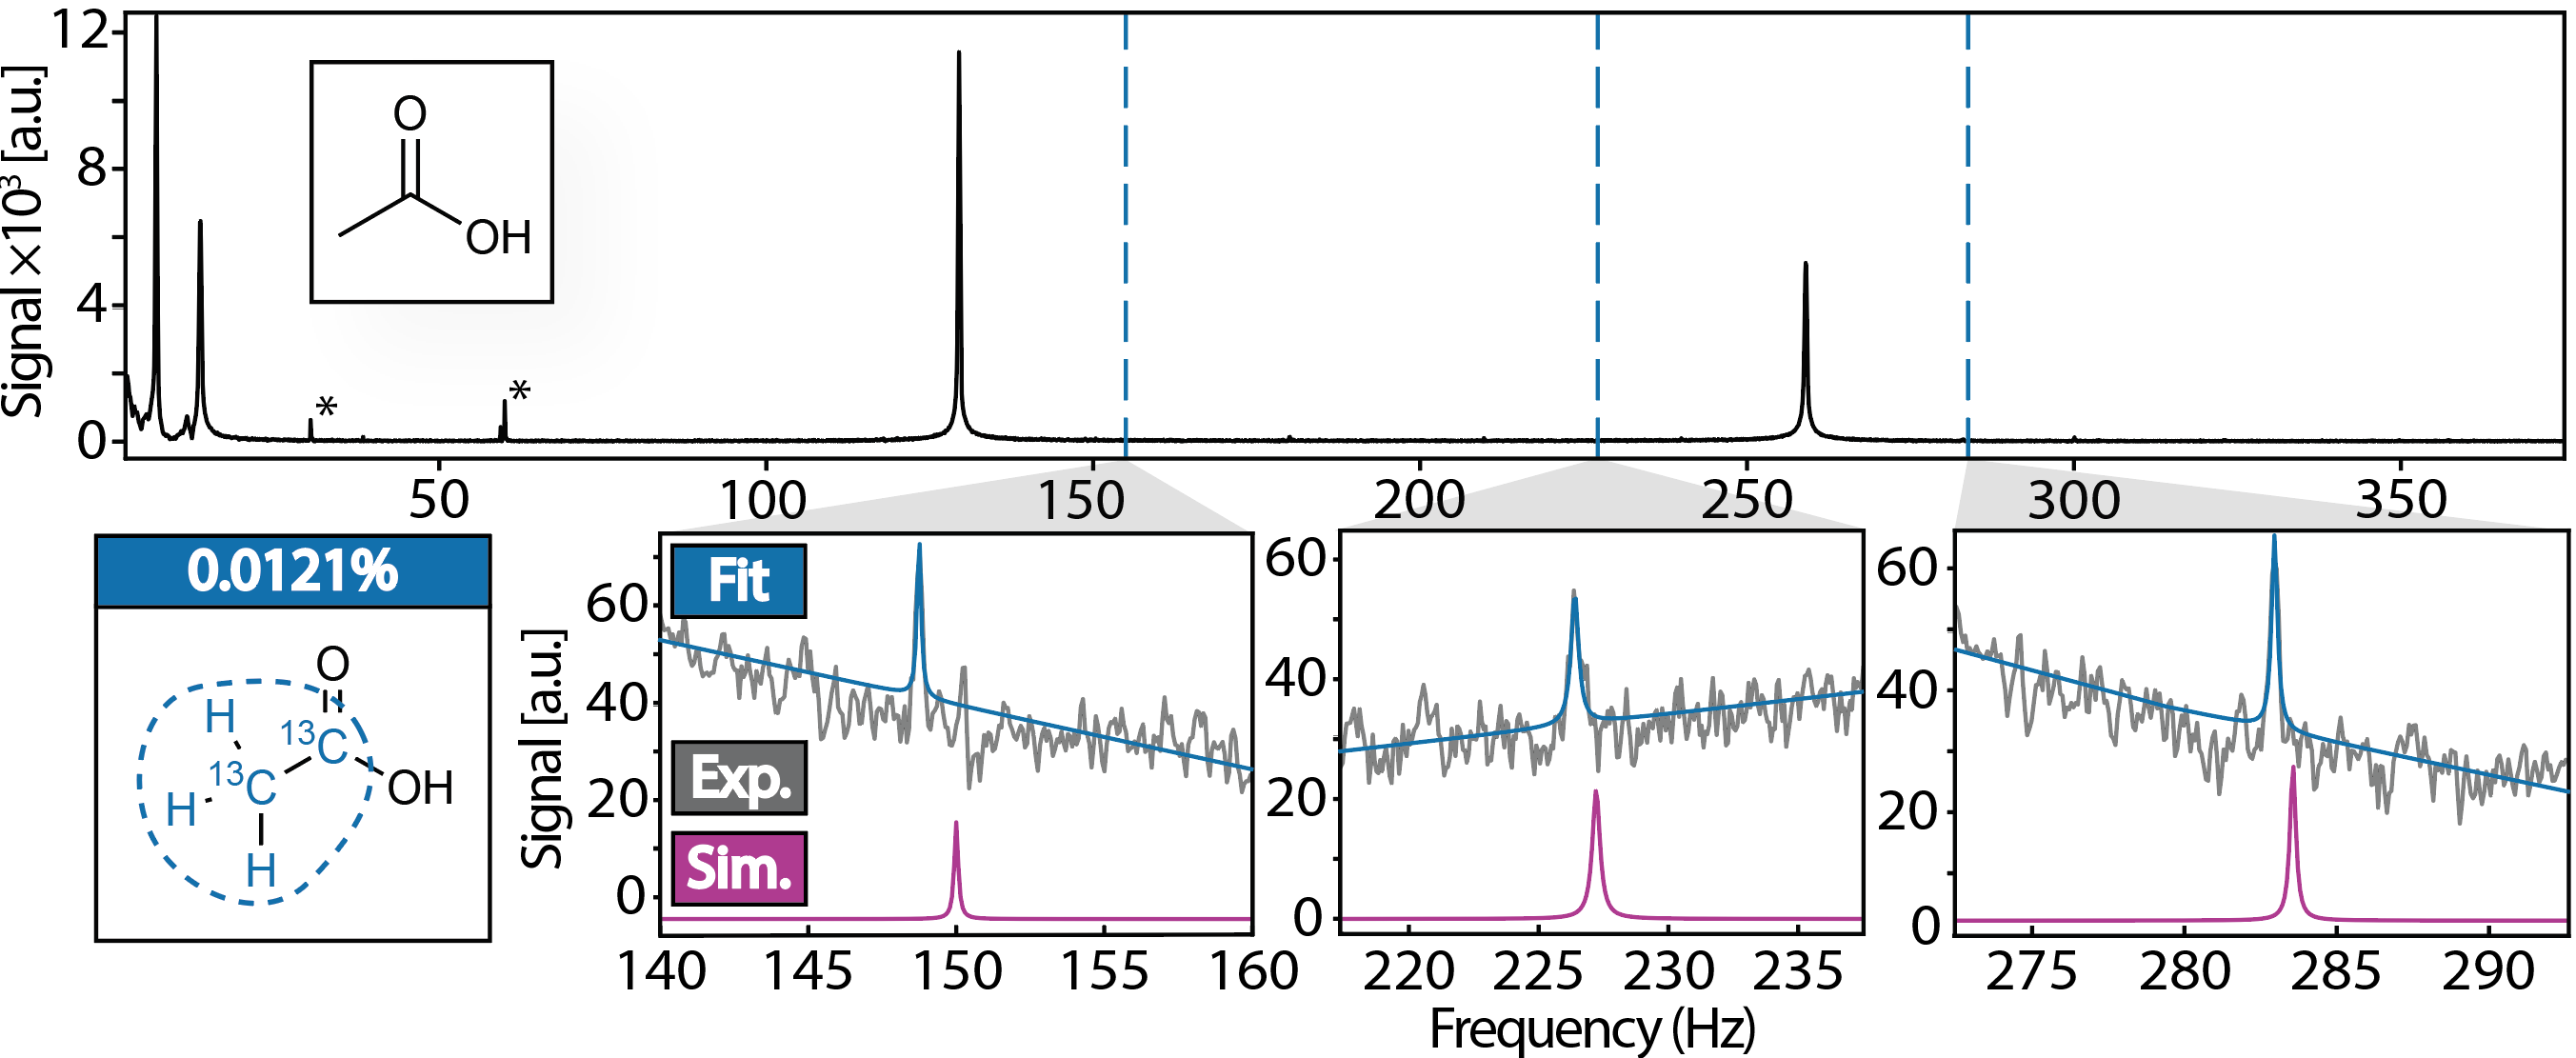 Signal ×10³ [a.u.]
12
8
4
0
O
OH
*
*
50
100
150
200
250
300
350
0.0121%
O
H
13C
13C
H
OH
H
Signal [a.u.]
60
40
20
0
Fit
Exp.
Sim.
140
145
150
155
160
60
40
20
0
220
225
230
235
60
40
20
0
275
280
285
290
Frequency (Hz)